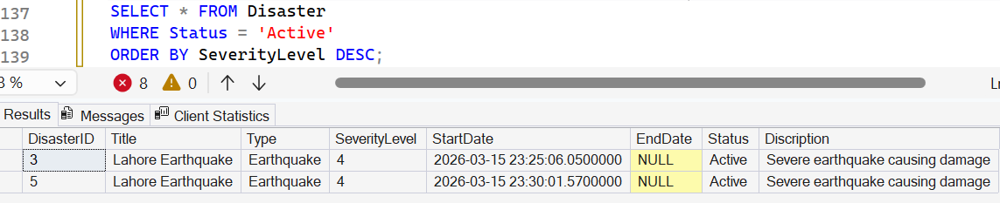 137 SELECT * FROM Disaster
138 WHERE Status = 'Active'
139 ORDER BY SeverityLevel DESC;
8 0
Results Messages Client Statistics
DisasterID Title Type SeverityLevel StartDate EndDate Status Discription
3 Lahore Earthquake Earthquake 4 2026-03-15 23:25:06.0500000 NULL Active Severe earthquake causing damage
5 Lahore Earthquake Earthquake 4 2026-03-15 23:30:01.5700000 NULL Active Severe earthquake causing damage